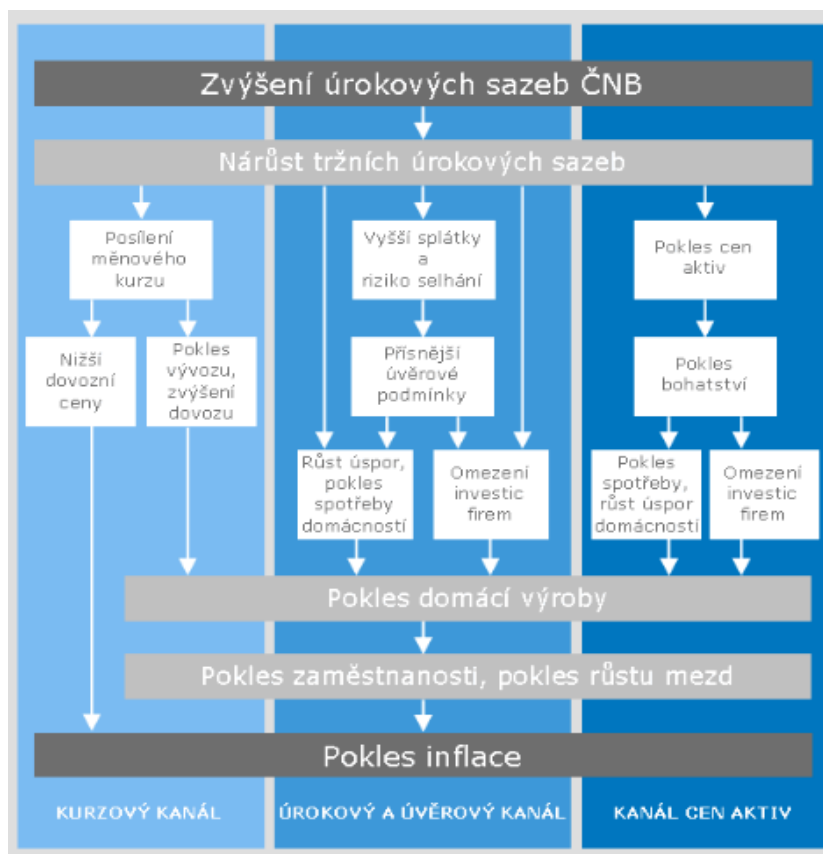 Zvýšení úrokových sazeb ČNB
Nárůst tržních úrokových sazeb
Posílení
měnového
kurzu
Vyšší splátky
a
riziko selhání
Pokles cen
aktiv
Nižší
dovozní
ceny
Pokles
vývozu,
zvýšení
dovozu
Přísnější
úvěrové
podmínky
Pokles
bohatství
Růst úspor,
pokles
spotřeby
domácností
Omezení
investic
firem
Pokles
spotřeby,
růst úspor
domácností
Omezení
investic
firem
Pokles domácí výroby
Pokles zaměstnanosti, pokles růstu mezd
Pokles inflace
KURZOVÝ KANÁL
ÚROKOVÝ A ÚVĚROVÝ KANÁL
KANÁL CEN AKTIV